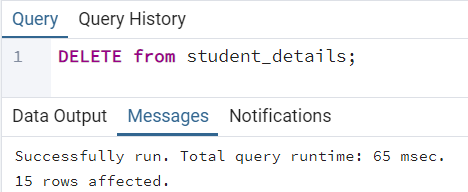 Query Query History
1 DELETE from student_details;
Data Output Messages Notifications
Successfully run. Total query runtime: 65 msec.
15 rows affected.